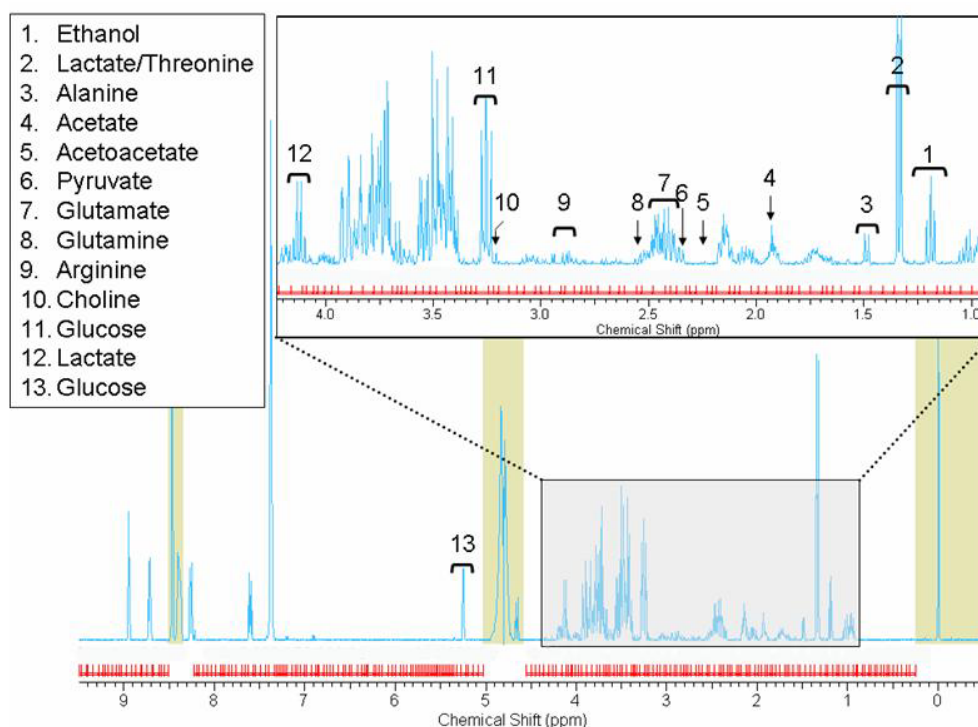 1. Ethanol
2. Lactate/Threonine
3. Alanine
4. Acetate
5. Acetoacetate
6. Pyruvate
7. Glutamate
8. Glutamine
9. Arginine
10. Choline
11. Glucose
12. Lactate
13. Glucose
11 2
12 10 9 8 7 6 5 4 3 1
4.0 3.5 3.0 2.5 2.0 1.5 1.0
Chemical Shift (ppm)
13
9 8 7 6 5 4 3 2 1 0
Chemical Shift (ppm)